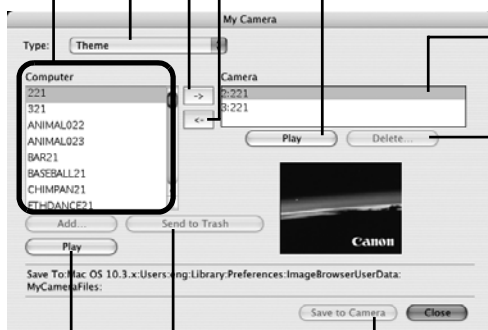 My Camera
Type: Theme
Computer Camera
221
321
ANIMAL022
ANIMAL023
BAR21
BASEBALL21
CHIMPAN21
ETHDANCE21
->
<-
2:221
3:221
Play Delete...
Add... Send to Trash
Play
Canon
Save To:Mac OS 10.3.x:Users:eng:Library:Preferences:ImageBrowserUserData:
MyCameraFiles:
Save to Camera Close